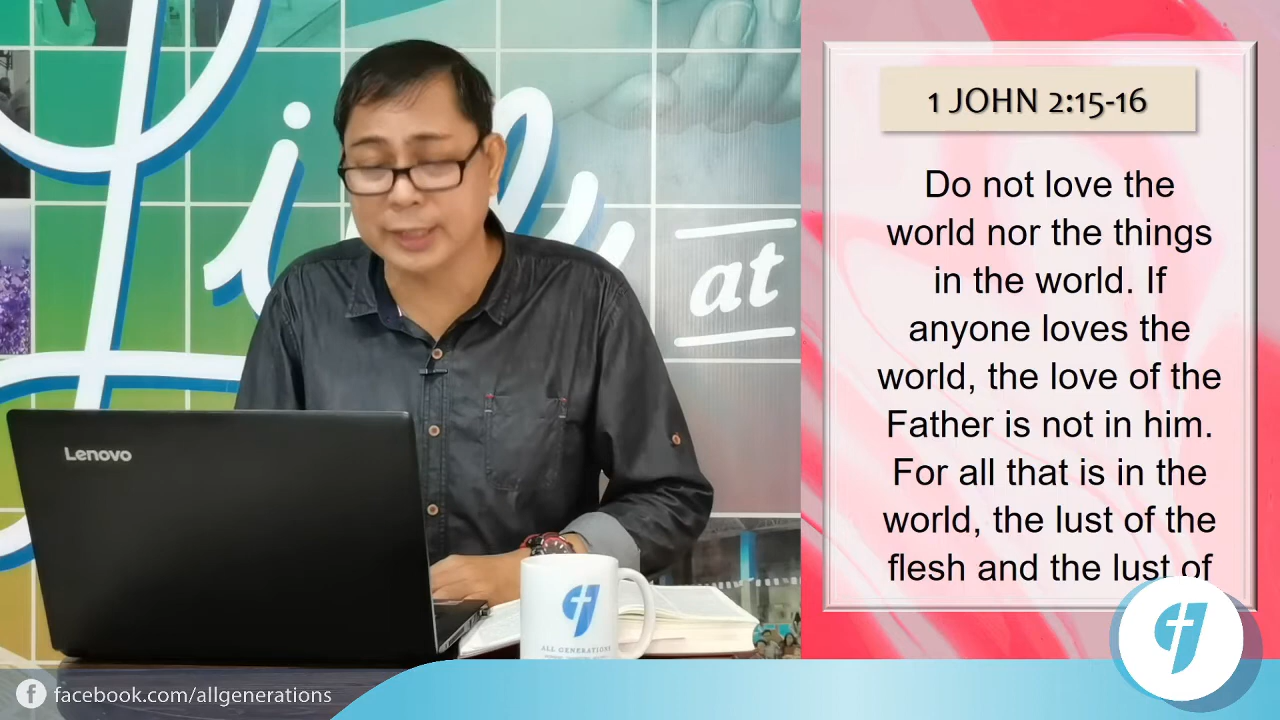 Life
at
Lenovo
ALL GENERATIONS
1 JOHN 2:15-16
Do not love the
world nor the things
in the world. If
anyone loves the
world, the love of the
Father is not in him.
For all that is in the
world, the lust of the
flesh and the lust of
facebook.com/allgenerations